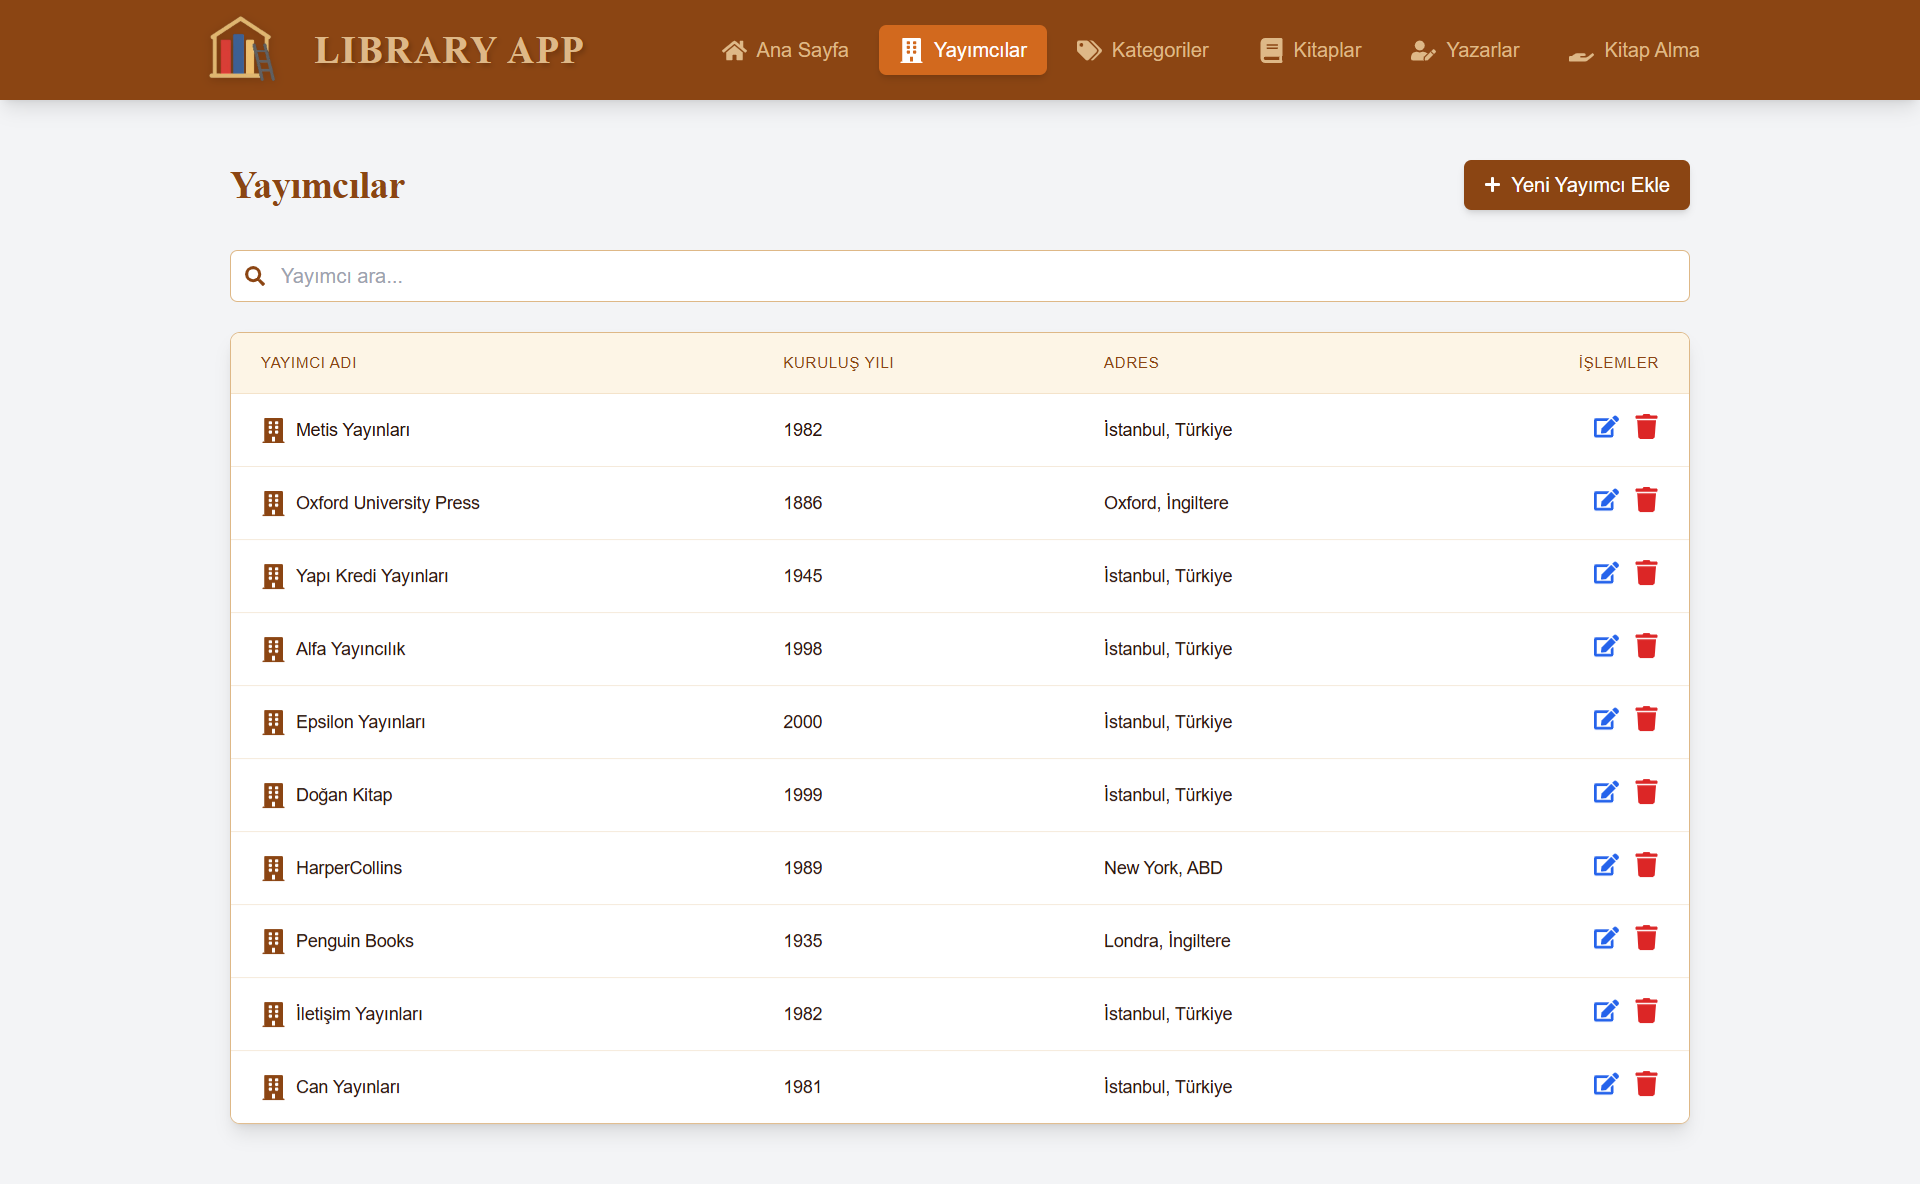 LIBRARY APP Ana Sayfa Yayımcılar Kategoriler Kitaplar Yazarlar Kitap Alma
Yayımcılar Yeni Yayımcı Ekle
Yayımcı ara...
YAYIMCI ADI KURULUŞ YILI ADRES İŞLEMLER
Metis Yayınları 1982 İstanbul, Türkiye
Oxford University Press 1886 Oxford, İngiltere
Yapı Kredi Yayınları 1945 İstanbul, Türkiye
Alfa Yayıncılık 1998 İstanbul, Türkiye
Epsilon Yayınları 2000 İstanbul, Türkiye
Doğan Kitap 1999 İstanbul, Türkiye
HarperCollins 1989 New York, ABD
Penguin Books 1935 Londra, İngiltere
İletişim Yayınları 1982 İstanbul, Türkiye
Can Yayınları 1981 İstanbul, Türkiye